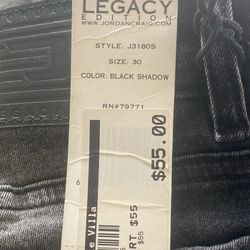 LEGACY
EDITION
WWW.JORDANCRAIG.COM
STYLE: J3180S
SIZE: 30
COLOR: BLACK SHADOW
RN#79771
$55.00
6
e Villa
RT $55
$55